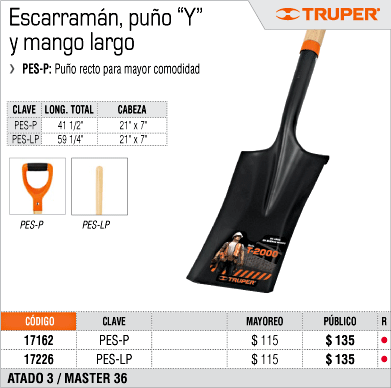 Escarramán, puño “Y”
y mango largo
TRUPER®
❯ PES-P: Puño recto para mayor comodidad
CLAVE LONG. TOTAL CABEZA
PES-P 41 1/2" 21" x 7"
PES-LP 59 1/4" 21" x 7"
PES-P PES-LP
T-2000
CÓDIGO CLAVE MAYOREO PÚBLICO R
17162 PES-P $ 115 $ 135 ●
17226 PES-LP $ 115 $ 135 ●
ATADO 3 / MASTER 36